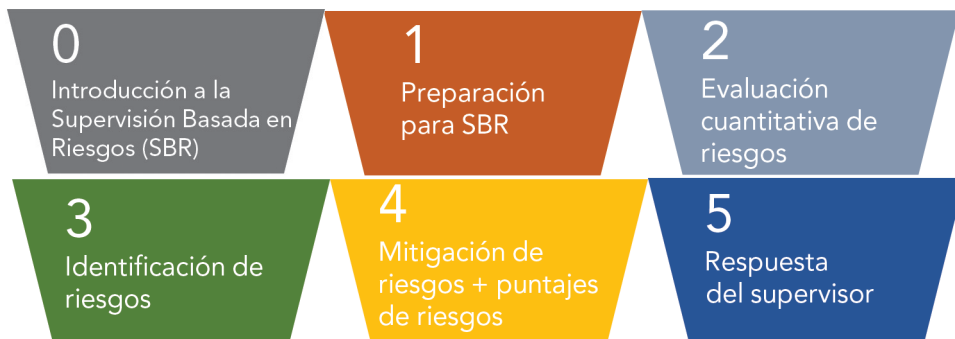 0
Introducción a la
Supervisión Basada en
Riesgos (SBR)
1
Preparación
para SBR
2
Evaluación
cuantitativa de
riesgos
3
Identificación de
riesgos
4
Mitigación de
riesgos + puntajes
de riesgos
5
Respuesta
del supervisor